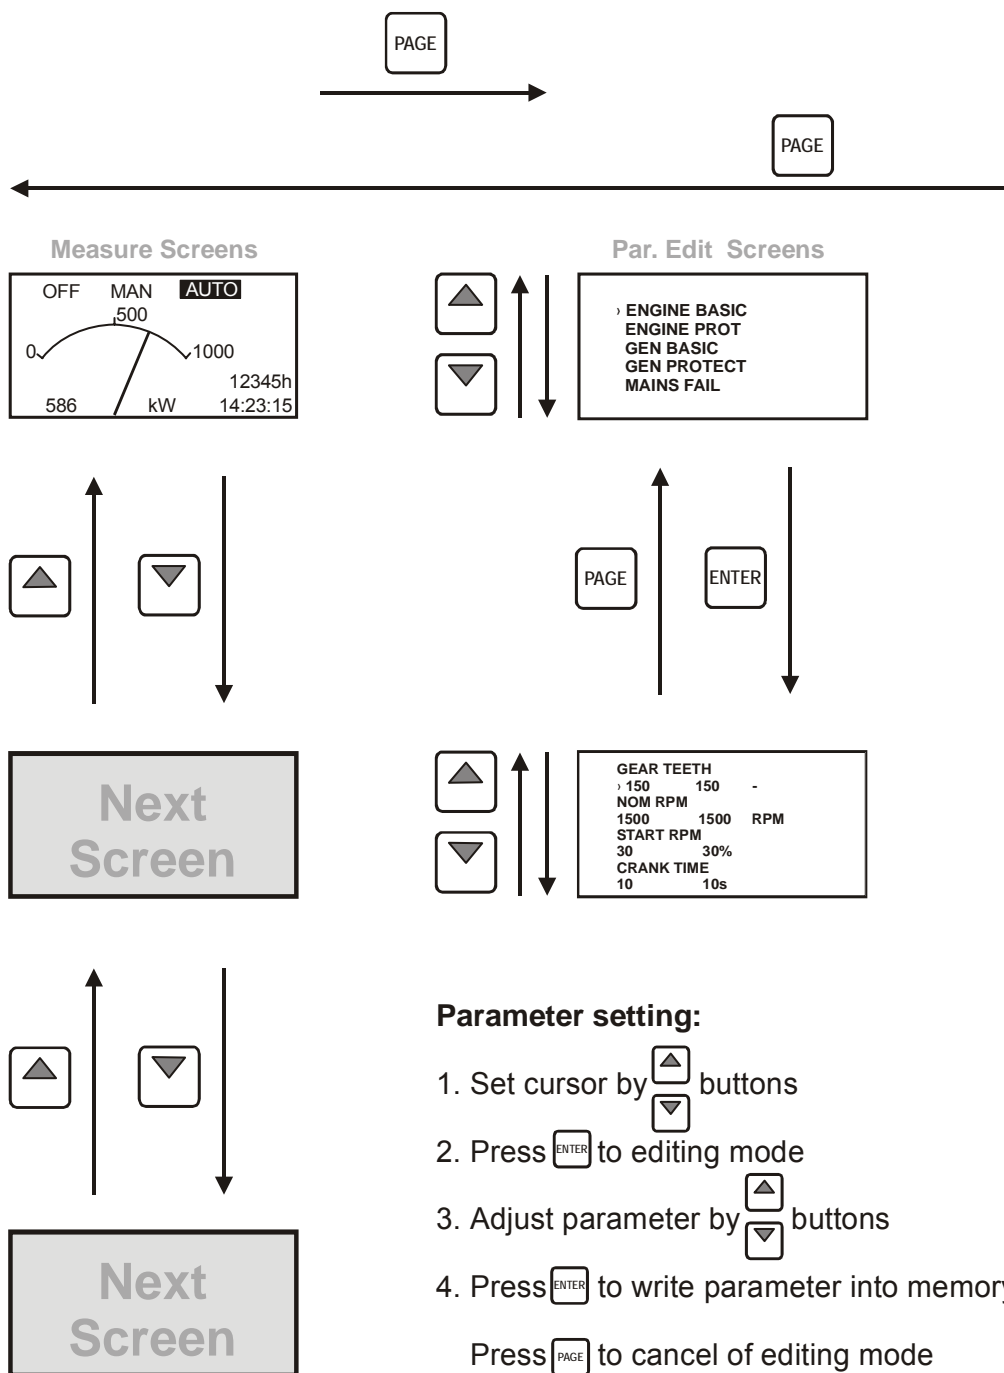 PAGE
PAGE
Measure Screens
OFF MAN AUTO
500
0 1000
12345h
586 kW 14:23:15
Par. Edit Screens
› ENGINE BASIC
ENGINE PROT
GEN BASIC
GEN PROTECT
MAINS FAIL
PAGE ENTER
Next
Screen
GEAR TEETH
› 150 150 -
NOM RPM
1500 1500 RPM
START RPM
30 30%
CRANK TIME
10 10s
Next
Screen
Parameter setting:
1. Set cursor by buttons
2. Press ENTER to editing mode
3. Adjust parameter by buttons
4. Press ENTER to write parameter into memory
Press PAGE to cancel of editing mode